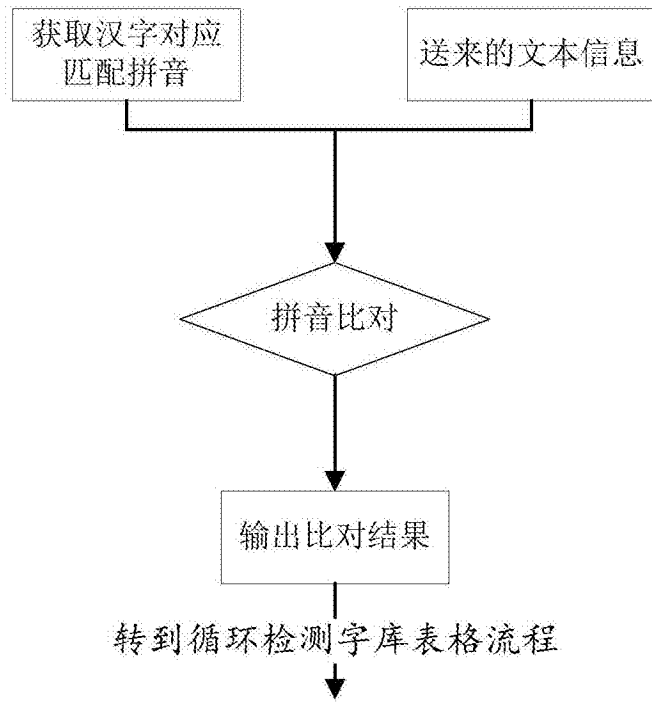 获取汉字对应
匹配拼音
送来的文本信息
拼音比对
输出比对结果
转到循环检测字库表格流程